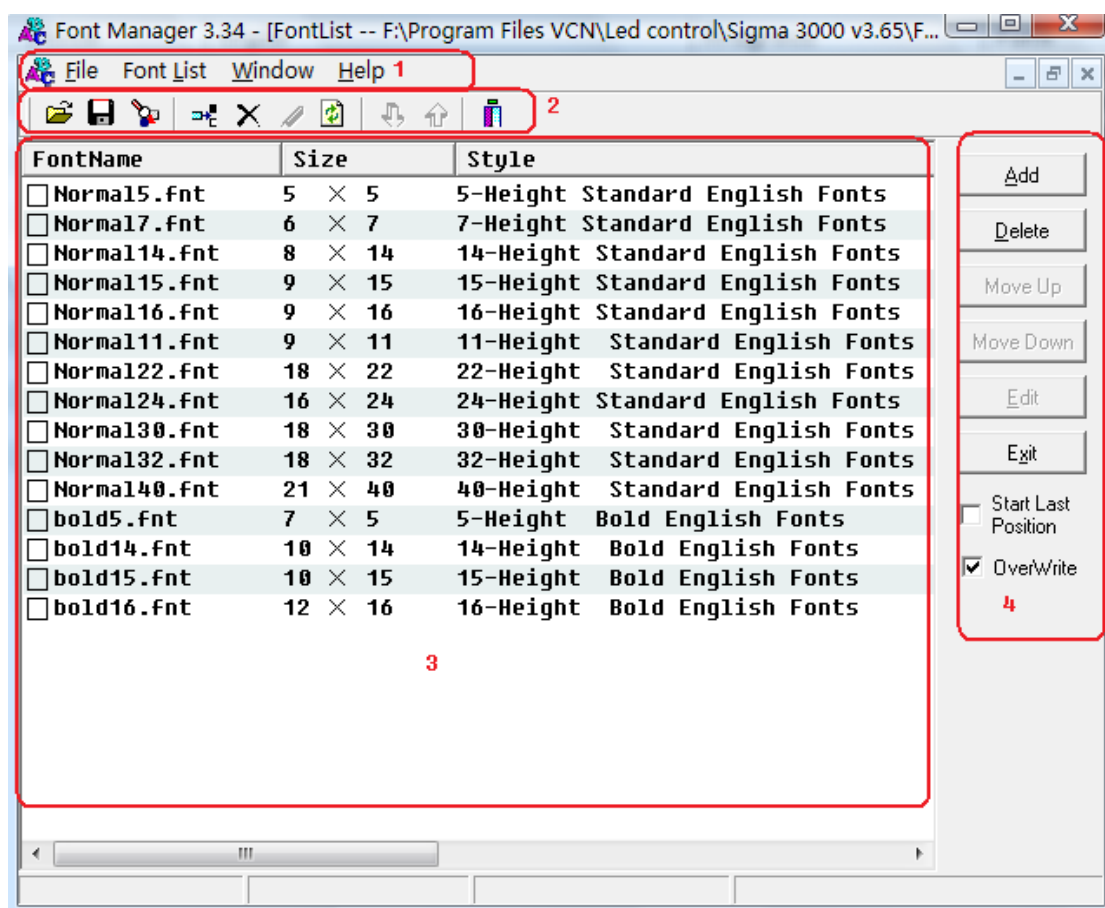 Font Manager 3.34 - [FontList -- F:\Program Files VCN\Led control\Sigma 3000 v3.65\F...
File Font List Window Help 1
2
FontName Size Style
Normal5.fnt 5 × 5 5-Height Standard English Fonts
Normal7.fnt 6 × 7 7-Height Standard English Fonts
Normal14.fnt 8 × 14 14-Height Standard English Fonts
Normal15.fnt 9 × 15 15-Height Standard English Fonts
Normal16.fnt 9 × 16 16-Height Standard English Fonts
Normal11.fnt 9 × 11 11-Height Standard English Fonts
Normal22.fnt 18 × 22 22-Height Standard English Fonts
Normal24.fnt 16 × 24 24-Height Standard English Fonts
Normal30.fnt 18 × 30 30-Height Standard English Fonts
Normal32.fnt 18 × 32 32-Height Standard English Fonts
Normal40.fnt 21 × 40 40-Height Standard English Fonts
bold5.fnt 7 × 5 5-Height Bold English Fonts
bold14.fnt 10 × 14 14-Height Bold English Fonts
bold15.fnt 10 × 15 15-Height Bold English Fonts
bold16.fnt 12 × 16 16-Height Bold English Fonts
3
Add
Delete
Move Up
Move Down
Edit
Exit
Start Last
Position
OverWrite
4